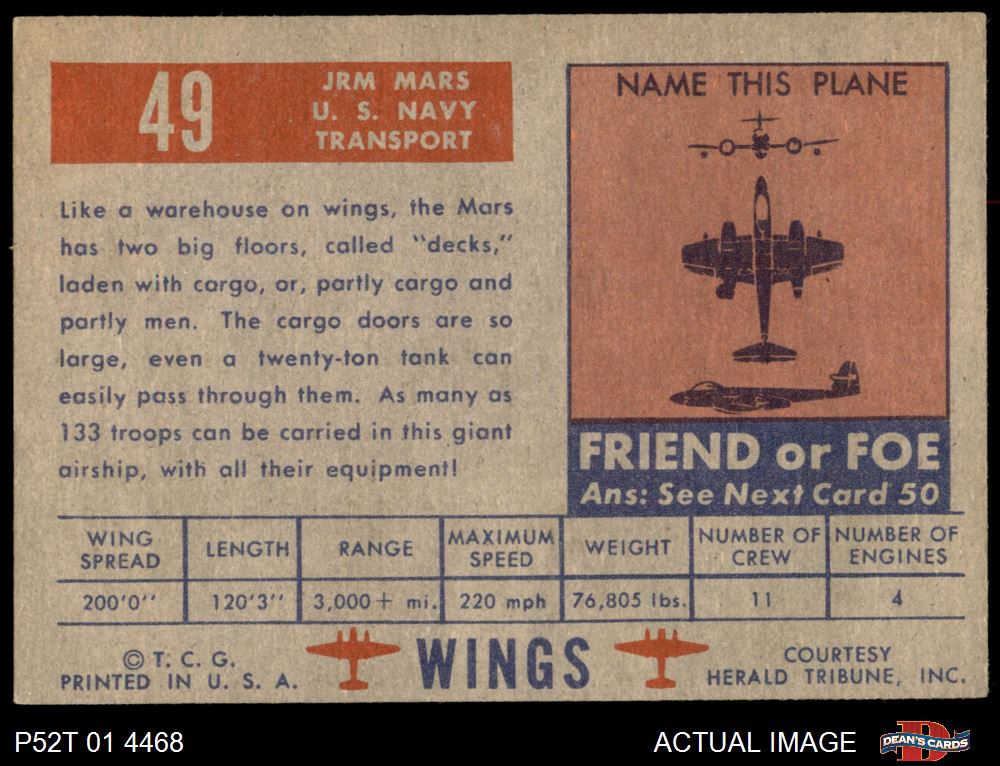 49
JRM MARS
U. S. NAVY
TRANSPORT
Like a warehouse on wings, the Mars
has two big floors, called "decks,"
laden with cargo, or, partly cargo and
partly men. The cargo doors are so
large, even a twenty-ton tank can
easily pass through them. As many as
133 troops can be carried in this giant
airship, with all their equipment!
NAME THIS PLANE
FRIEND or FOE
Ans: See Next Card 50
WING SPREAD
LENGTH
RANGE
MAXIMUM SPEED
WEIGHT
NUMBER OF CREW
NUMBER OF ENGINES
200'0''
120'3''
3,000+ mi.
220 mph
76,805 lbs.
11
4
© T. C. G.
PRINTED IN U. S. A.
WINGS
COURTESY
HERALD TRIBUNE, INC.
P52T 01 4468
ACTUAL IMAGE
D
DEAN'S CARDS